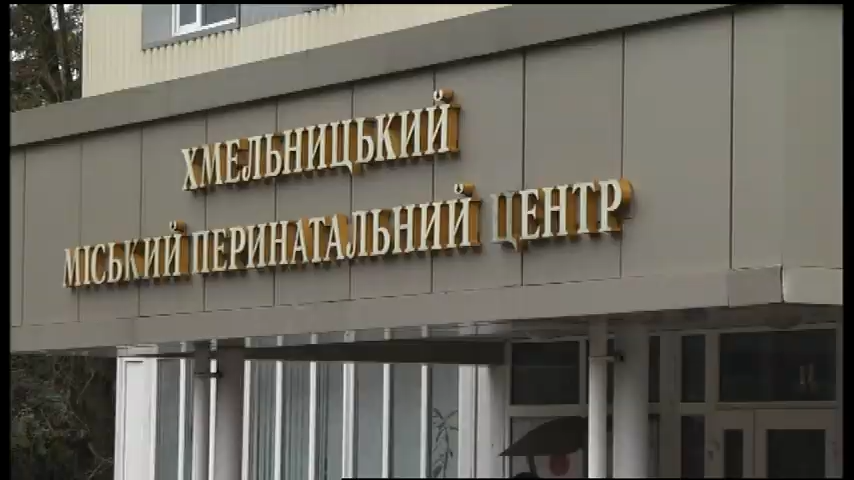 ХМЕЛЬНИЦЬКИЙ
МІСЬКИЙ ПЕРИНАТАЛЬНИЙ ЦЕНТР